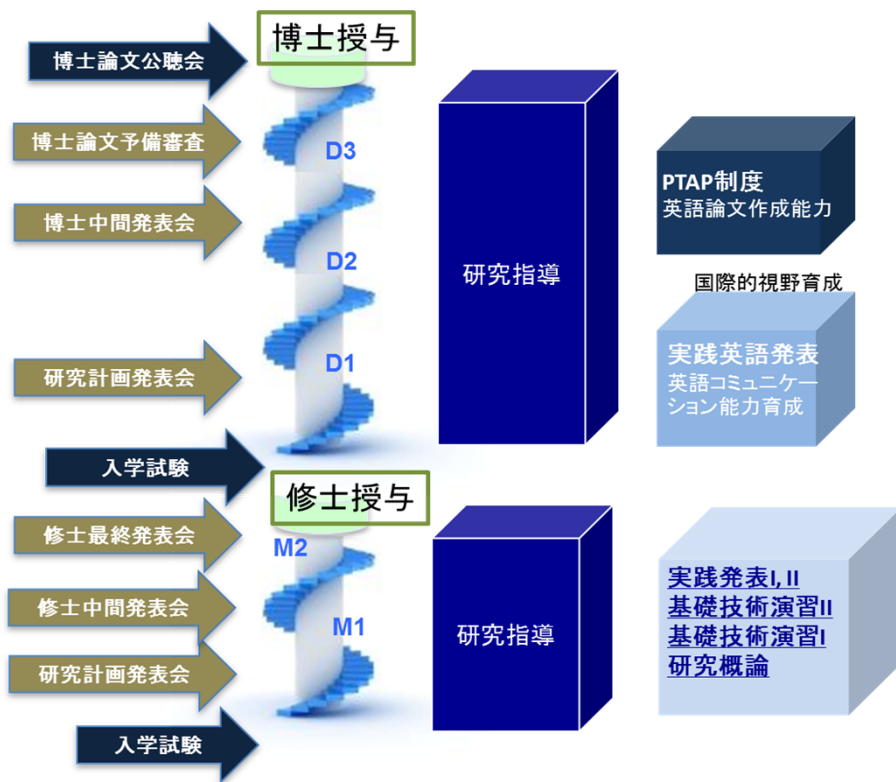 博士授与
博士論文公聴会
博士論文予備審査
D3
PTAP制度
英語論文作成能力
博士中間発表会
D2
研究指導
国際的視野育成
実践英語発表
英語コミュニケー
ション能力育成
D1
研究計画発表会
入学試験
修士授与
修士最終発表会
M2
実践発表I, II
基礎技術演習II
基礎技術演習I
研究概論
修士中間発表会
M1
研究指導
研究計画発表会
入学試験